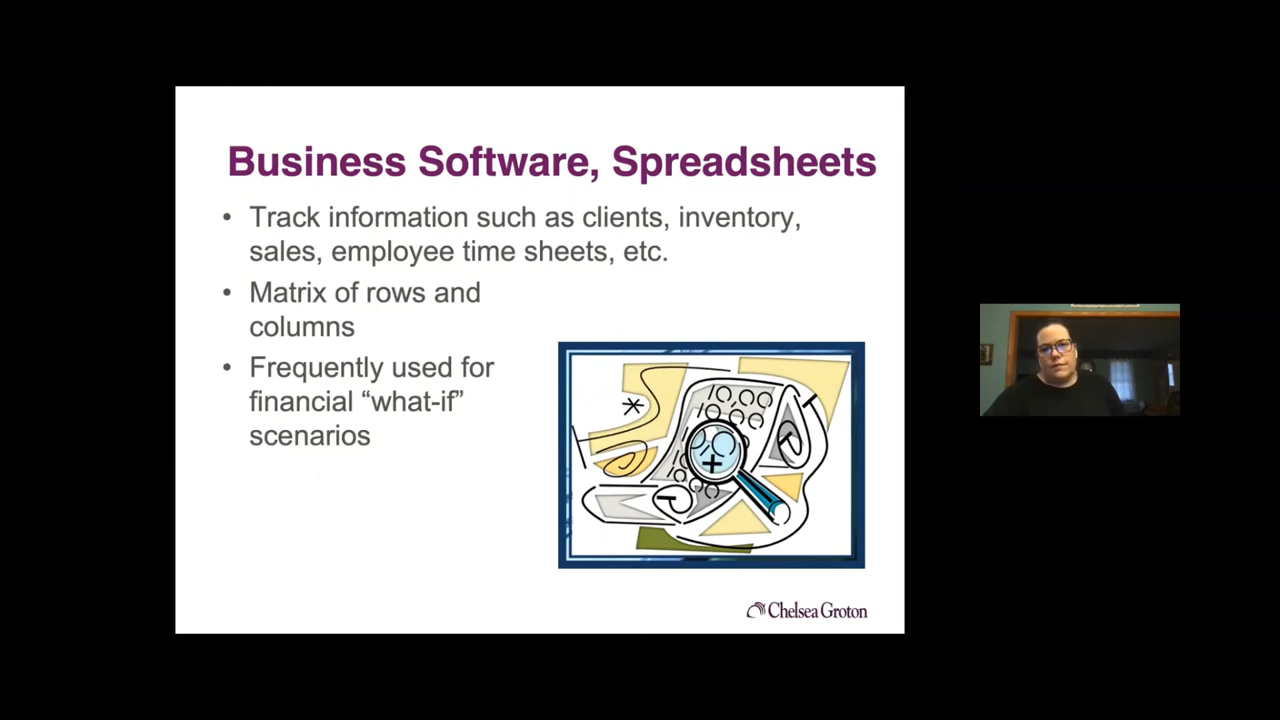 Business Software, Spreadsheets
• Track information such as clients, inventory,
sales, employee time sheets, etc.
• Matrix of rows and
columns
• Frequently used for
financial “what-if”
scenarios
Chelsea Groton